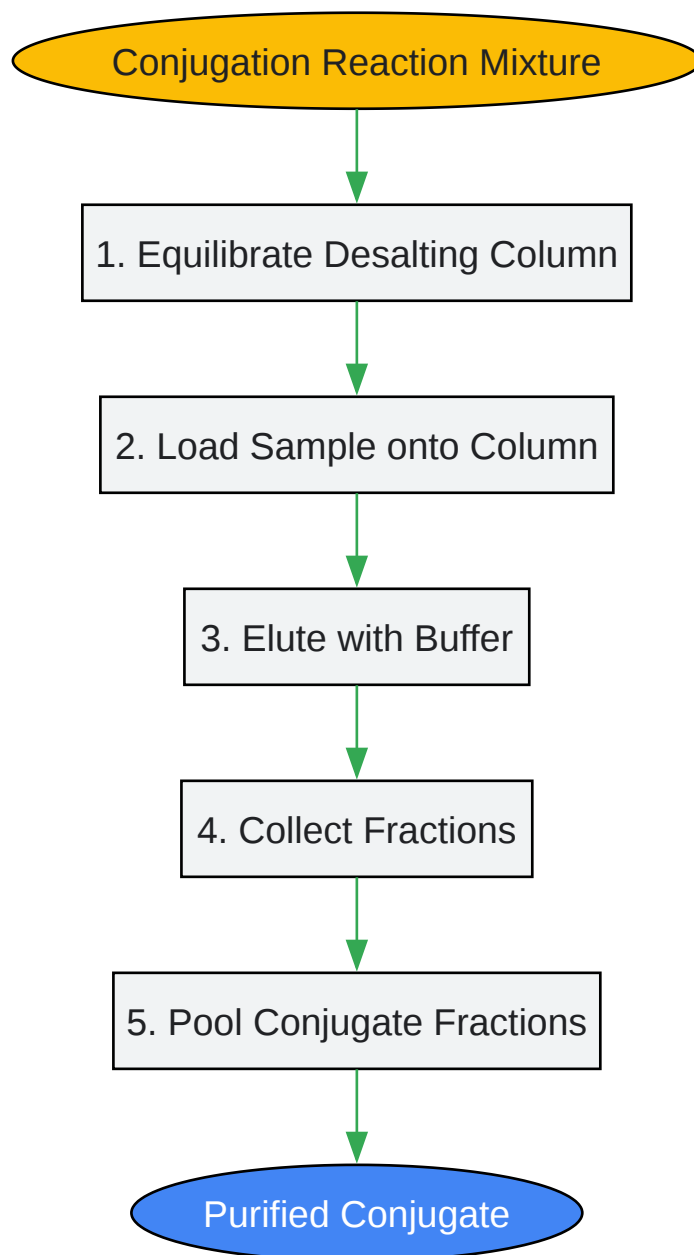 Conjugation Reaction Mixture
1. Equilibrate Desalting Column
2. Load Sample onto Column
3. Elute with Buffer
4. Collect Fractions
5. Pool Conjugate Fractions
Purified Conjugate